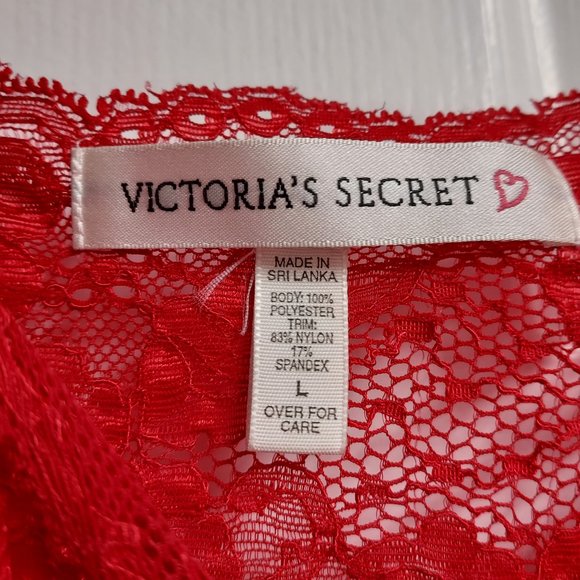 VICTORIA'S SECRET
MADE IN
SRI LANKA
BODY: 100%
POLYESTER
TRIM:
83% NYLON
17%
SPANDEX
L
OVER FOR
CARE